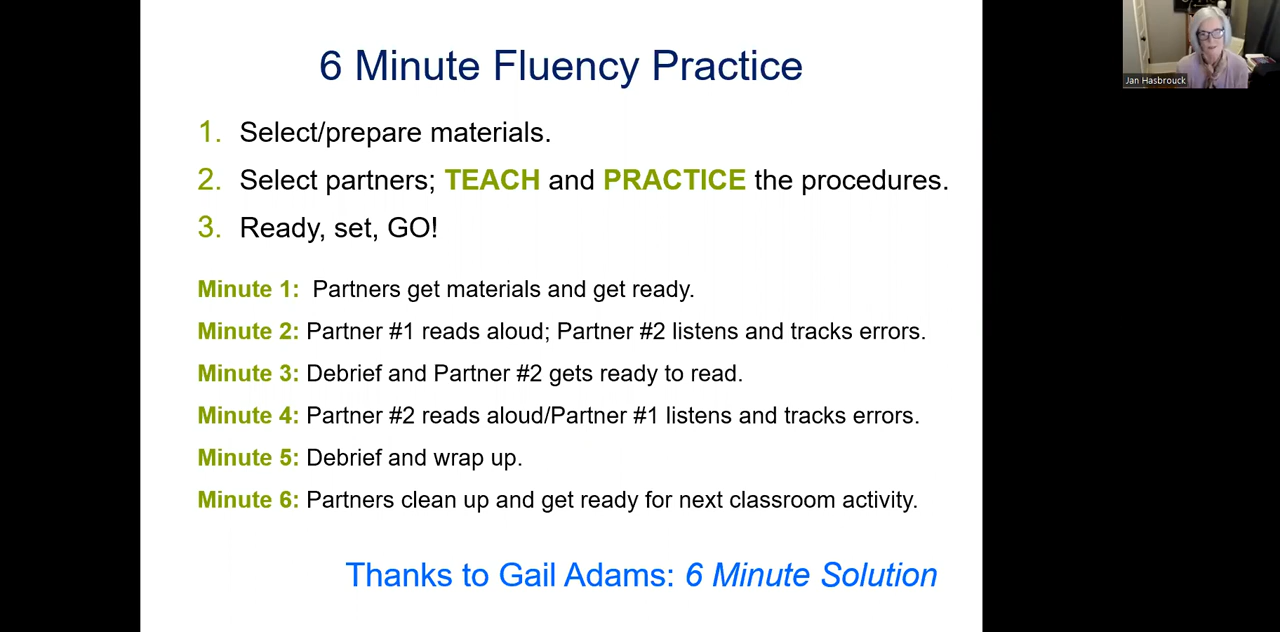 6 Minute Fluency Practice
1. Select/prepare materials.
2. Select partners; TEACH and PRACTICE the procedures.
3. Ready, set, GO!
Minute 1: Partners get materials and get ready.
Minute 2: Partner #1 reads aloud; Partner #2 listens and tracks errors.
Minute 3: Debrief and Partner #2 gets ready to read.
Minute 4: Partner #2 reads aloud/Partner #1 listens and tracks errors.
Minute 5: Debrief and wrap up.
Minute 6: Partners clean up and get ready for next classroom activity.
Thanks to Gail Adams: 6 Minute Solution
Jan Hasbrouck